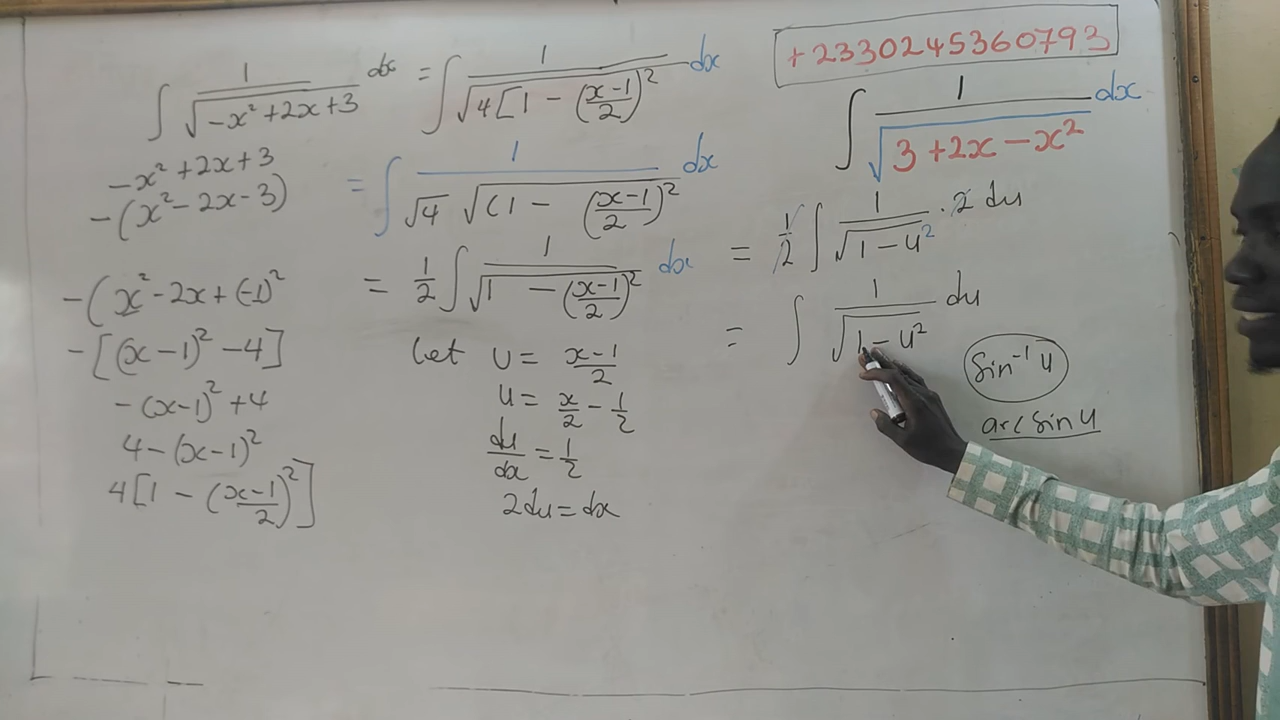 ∫ 1/√(-x² + 2x + 3) dx = ∫ 1/√(4[1 - ((x-1)/2)² dx
-x² + 2x + 3
-(x² - 2x - 3)
-(x² - 2x + (-1)²
-[(x - 1)² - 4]
-(x-1)² + 4
4 - (x - 1)²
4[1 - ((x-1)/2)²]
= ∫ 1/(√4 √((1 - ((x-1)/2)²) dx
= 1/2 ∫ 1/√(1 - ((x-1)/2)²) dx
Let u = (x-1)/2
u = x/2 - 1/2
du/dx = 1/2
2du = dx
+2330245360793
∫ 1/√(3 + 2x - x²) dx
= 1/2 ∫ 1/√(1 - u²) · 2 du
= ∫ 1/√(1 - u²) du
Sin⁻¹ u
arc Sin u